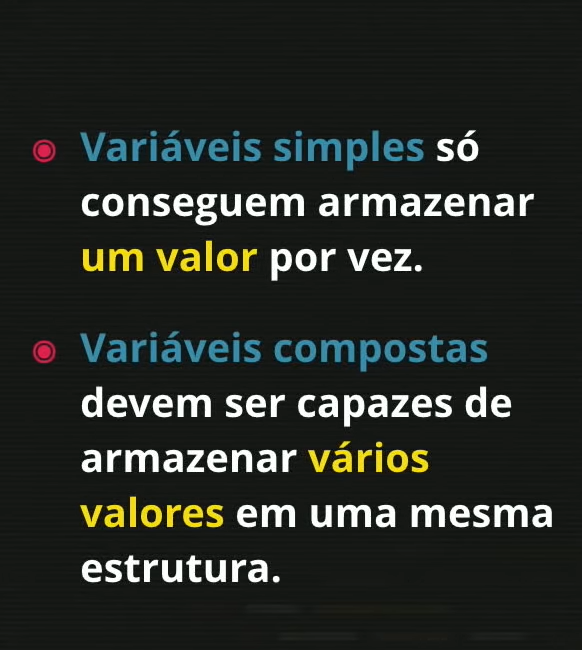 Variáveis simples só
conseguem armazenar
um valor por vez.
Variáveis compostas
devem ser capazes de
armazenar vários
valores em uma mesma
estrutura.